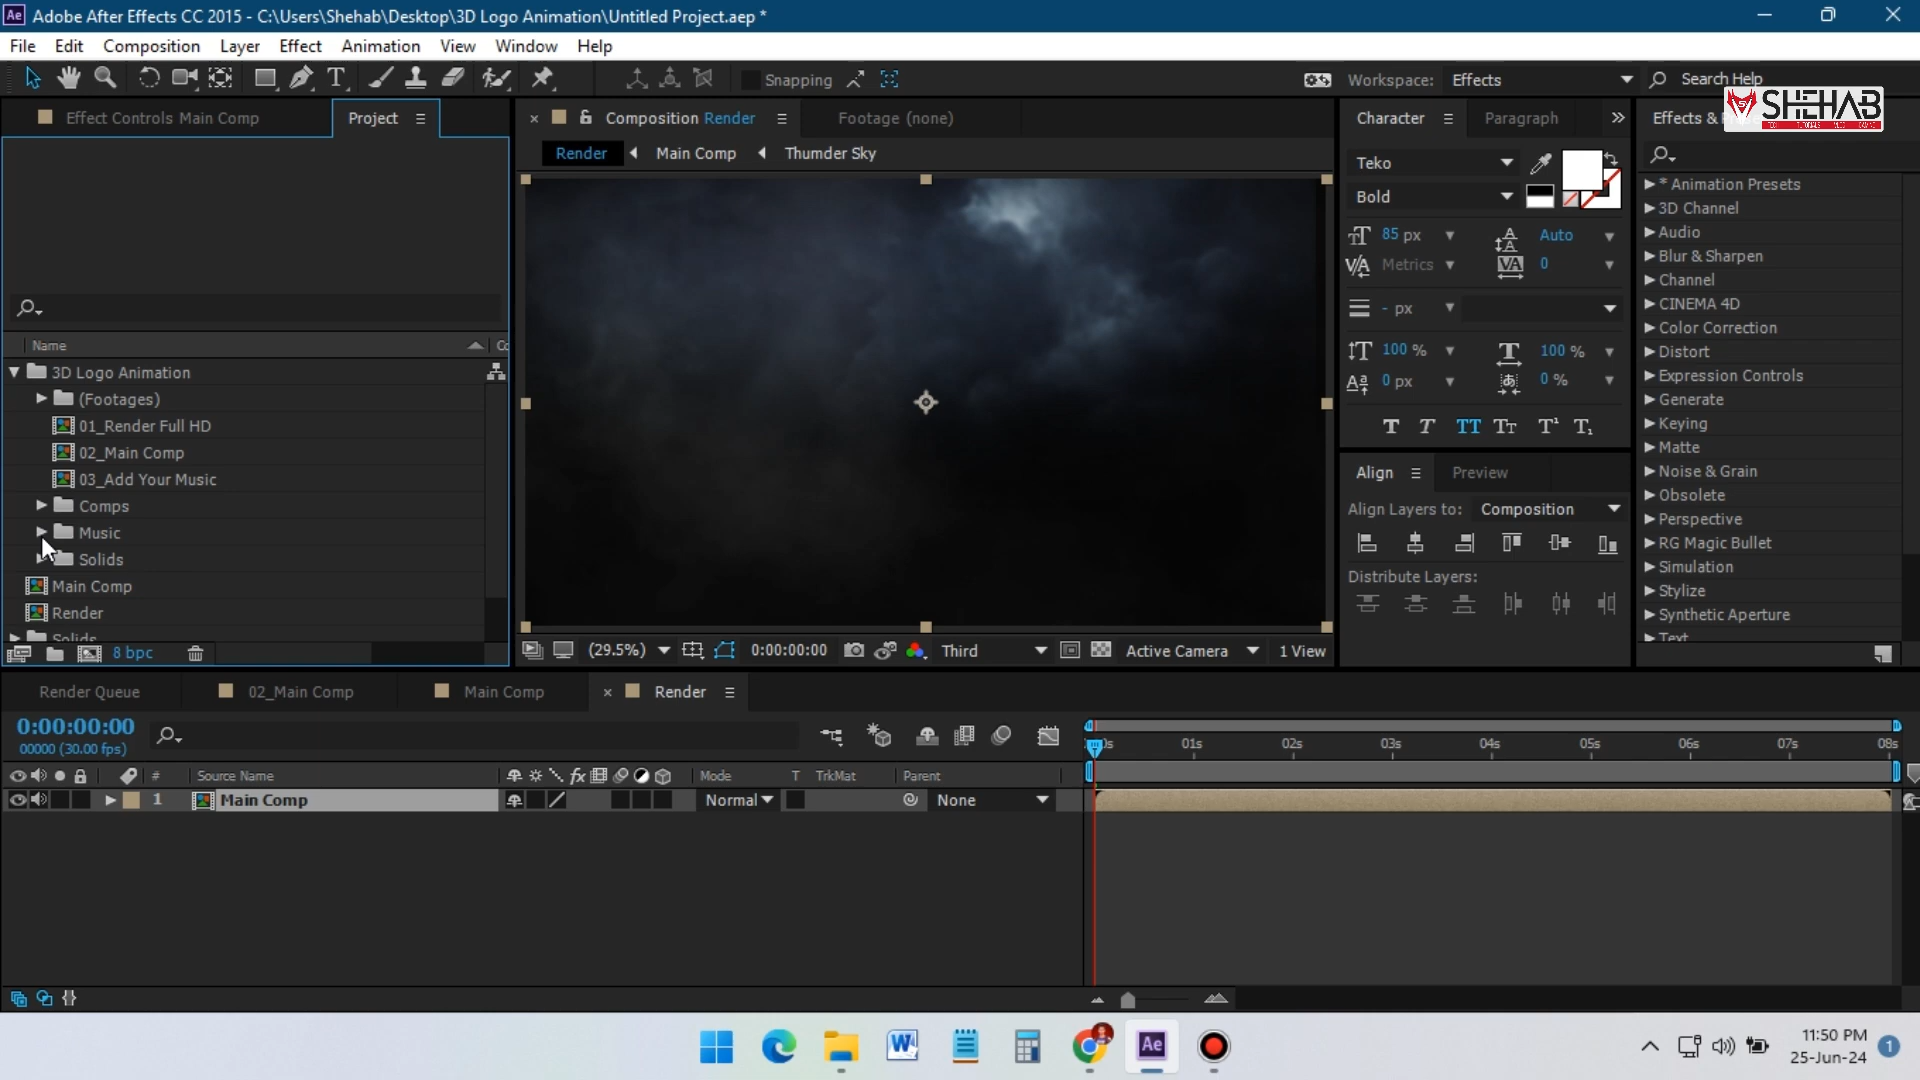 Adobe After Effects CC 2015 - C:\Users\Shehab\Desktop\3D Logo Animation\Untitled Project.aep *
File Edit Composition Layer Effect Animation View Window Help
Snapping
Workspace: Effects
Search Help
SHEHAB
Effect Controls Main Comp
Project
Composition Render
Footage (none)
Character
Paragraph
Effects &
Render Main Comp Thumder Sky
Teko
Bold
85 px
Auto
Metrics
0
- px
100 %
100 %
0 px
0 %
TT
Align
Preview
Align Layers to: Composition
Distribute Layers:
* Animation Presets
3D Channel
Audio
Blur & Sharpen
Channel
CINEMA 4D
Color Correction
Distort
Expression Controls
Generate
Keying
Matte
Noise & Grain
Obsolete
Perspective
RG Magic Bullet
Simulation
Stylize
Synthetic Aperture
Text
Name
3D Logo Animation
(Footages)
01_Render Full HD
02_Main Comp
03_Add Your Music
Comps
Music
Solids
Main Comp
Render
Solids
8 bpc
(29.5%)
0:00:00:00
Third
Active Camera
1 View
Render Queue
02_Main Comp
Main Comp
Render
0:00:00:00
00000 (30.00 fps)
01s 02s 03s 04s 05s 06s 07s 08s
# Source Name
Mode T TrkMat Parent
1 Main Comp
Normal
None
11:50 PM
25-Jun-24
1